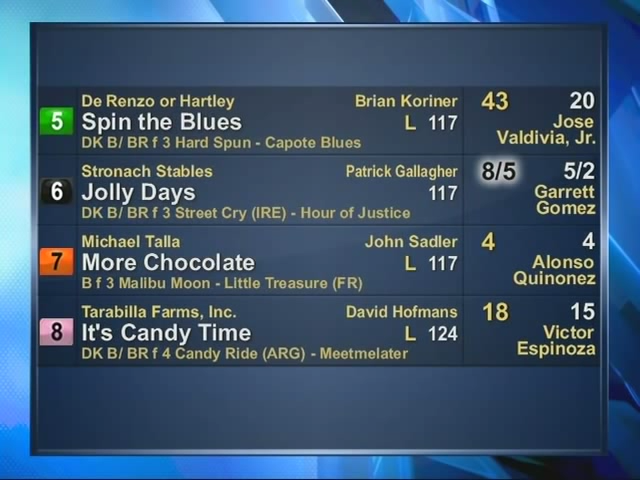 De Renzo or Hartley Brian Koriner 43 20
5 Spin the Blues L 117 Jose
DK B/ BR f 3 Hard Spun - Capote Blues Valdivia, Jr.
Stronach Stables Patrick Gallagher 8/5 5/2
6 Jolly Days 117 Garrett
DK B/ BR f 3 Street Cry (IRE) - Hour of Justice Gomez
Michael Talla John Sadler 4 4
7 More Chocolate L 117 Alonso
B f 3 Malibu Moon - Little Treasure (FR) Quinonez
Tarabilla Farms, Inc. David Hofmans 18 15
8 It's Candy Time L 124 Victor
DK B/ BR f 4 Candy Ride (ARG) - Meetmelater Espinoza